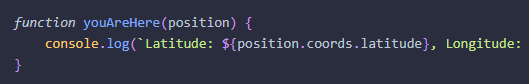 function youAreHere(position) {
    console.log(`Latitude: ${position.coords.latitude}, Longitude:
}